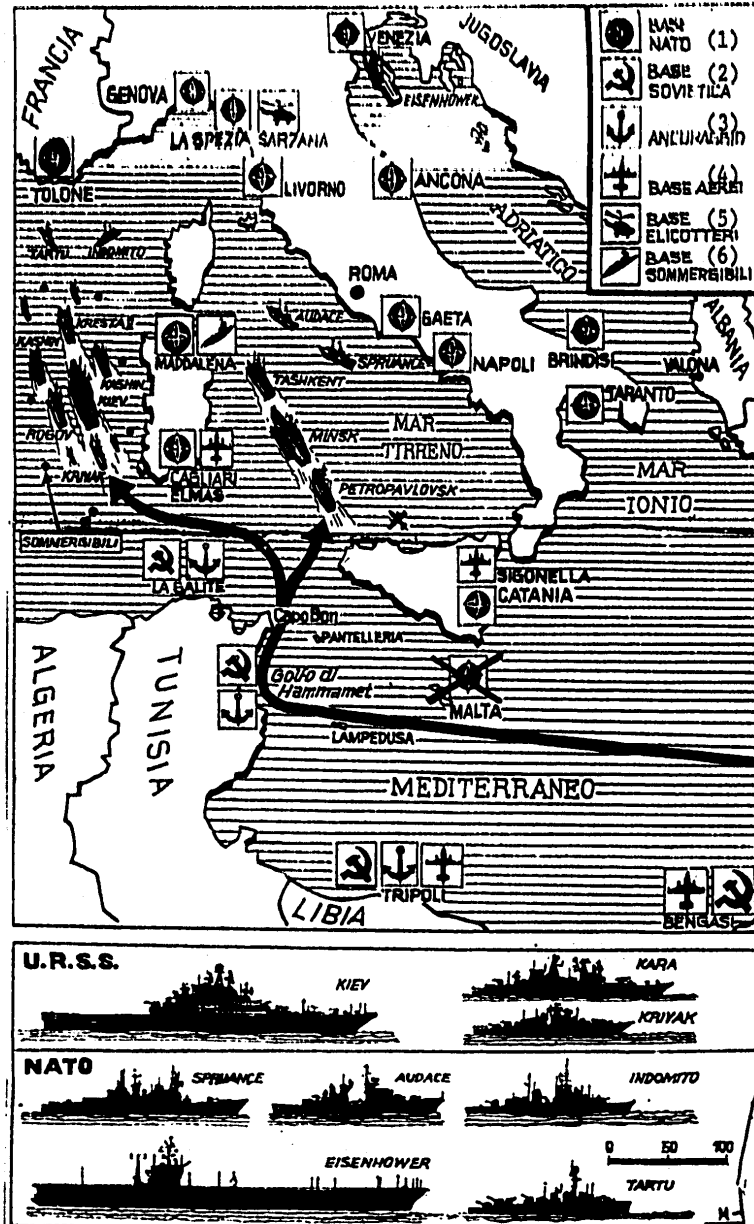 FRANCIA
GENOVA
VENEZIA
JUGOSLAVIA
EISENHOWER
LA SPEZIA
SARZANA
TOLONE
LIVORNO
ANCONA
ADRIATICO
BASI
NATO (1)
BASE (2)
SOVIETICA
(3)
ANCORAGGIO
(4)
BASE AEREI
BASE (5)
ELICOTTERI
BASE (6)
SOMMERGIBILI
TARTU
INDOMITO
ROMA
KRESTA II
AUDACE
GAETA
ALBANIA
KASHIN
MADDALENA
SPRUANCE
NAPOLI
BRINDISI
VALONA
KASHIN
TASHKENT
KIEV
TARANTO
ROGOV
MINSK
MAR
TIRRENO
CAGLIARI
ELMAS
PETROPAVLOVSK
MAR
IONIO
SOMMERGIBILI
LA GALITE
SIGONELLA
CATANIA
Capo Bon
PANTELLERIA
ALGERIA
TUNISIA
Golfo di
Hammamet
MALTA
LAMPEDUSA
MEDITERRANEO
TRIPOLI
LIBIA
BENGASI
U.R.S.S.
KIEV
KARA
KRIVAK
NATO
SPRUANCE
AUDACE
INDOMITO
EISENHOWER
0 50 100
TARTU
M